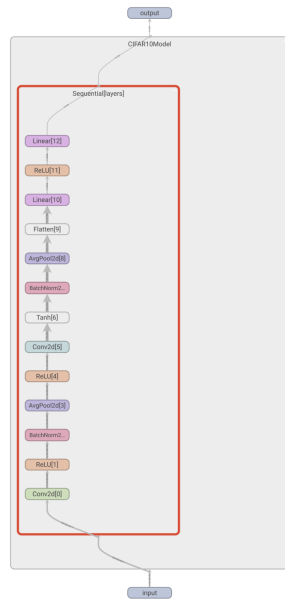 output
CIFAR10Model
Sequential[layers]
Linear[12]
ReLU[11]
Linear[10]
Flatten[9]
AvgPool2d[8]
BatchNorm2...
Tanh[6]
Conv2d[5]
ReLU[4]
AvgPool2d[3]
BatchNorm2...
ReLU[1]
Conv2d[0]
input